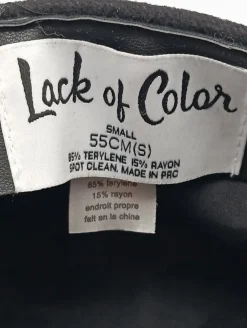 Lack of Color
SMALL
55CM(S)
85% TERYLENE 15% RAYON
SPOT CLEAN. MADE IN PRC
85% terylene
15% rayon
endroit propre
fait en la chine